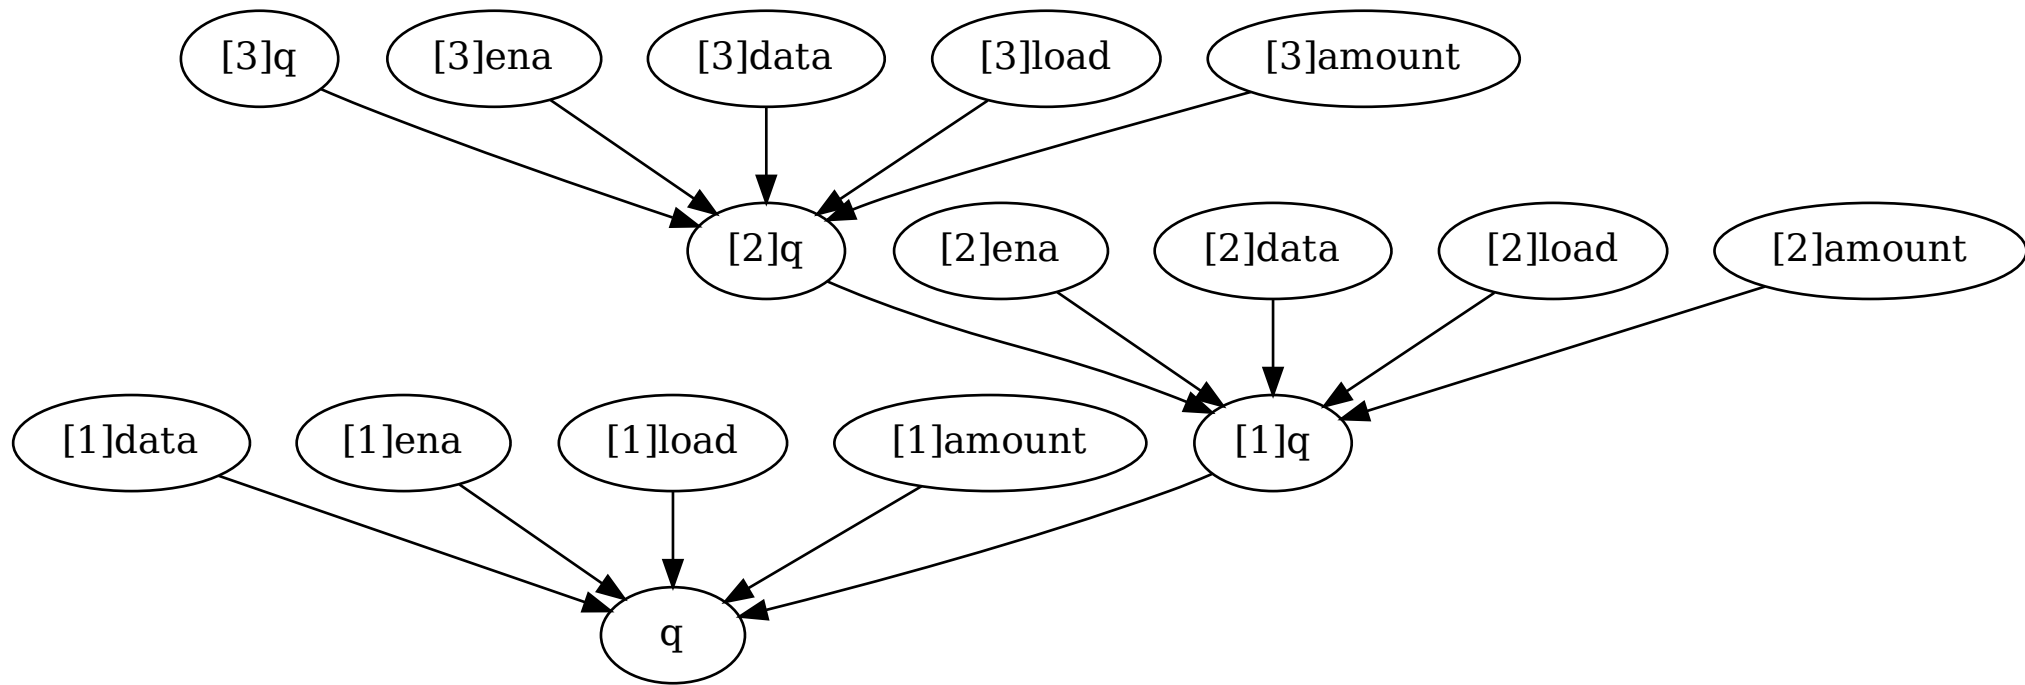 [3]q
[3]ena
[3]data
[3]load
[3]amount
[2]q
[2]ena
[2]data
[2]load
[2]amount
[1]data
[1]ena
[1]load
[1]amount
[1]q
q